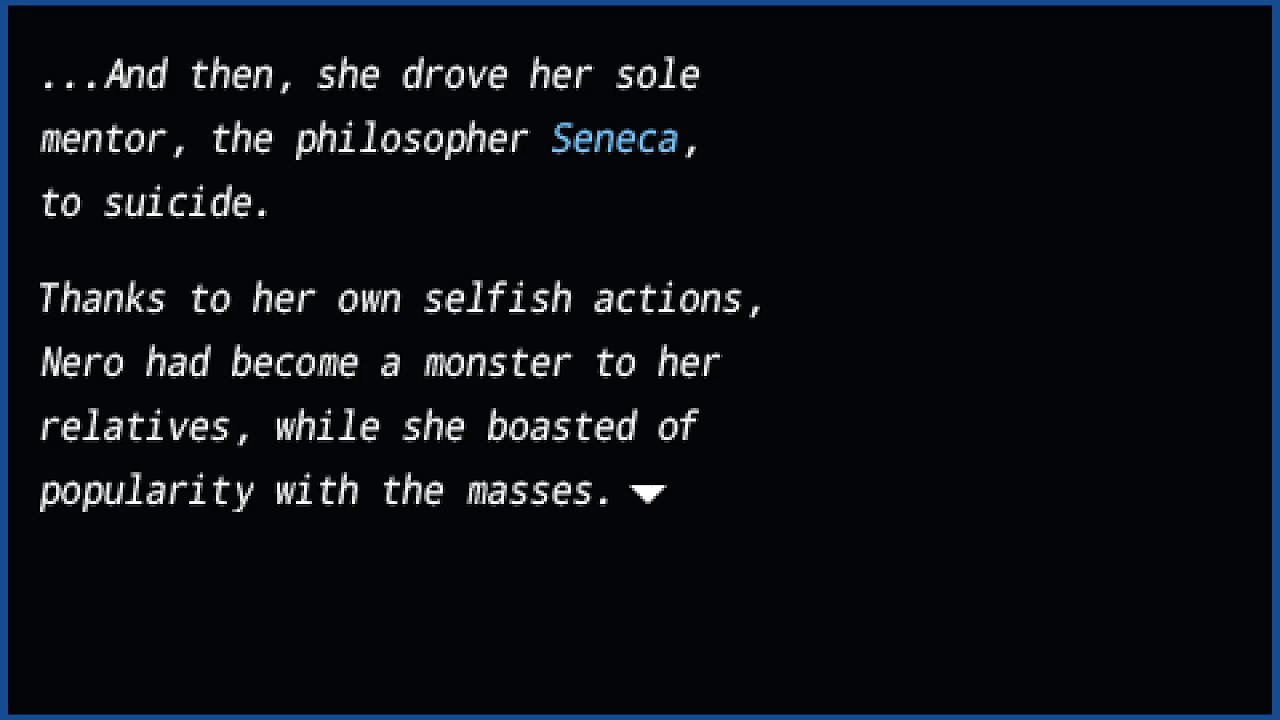 ...And then, she drove her sole
mentor, the philosopher Seneca,
to suicide.
Thanks to her own selfish actions,
Nero had become a monster to her
relatives, while she boasted of
popularity with the masses.